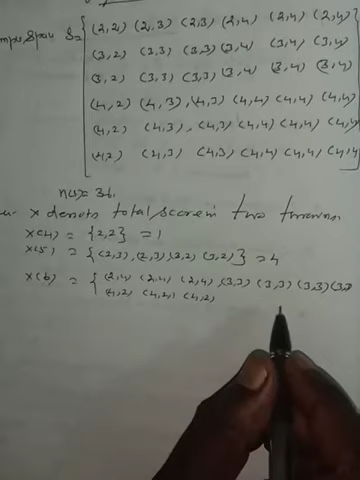 S= { (2,2) (2,3) (2,3) (2,4) (2,4) (2,4)
(3,2) (3,3) (3,3) (3,4) (3,4) (3,4)
(3,2) (3,3) (3,3) (3,4) (3,4) (3,4)
(4,2) (4,3), (4,3) (4,4) (4,4) (4,4)
(4,2) (4,3), (4,3) (4,4) (4,4) (4,4)
(4,2) (4,3) (4,3) (4,4) (4,4) (4,4)
n(s)= 36.
X denots total score in two
X(4) = {2,2} = 1
X(5) = {(2,3), (2,3) (3,2) (3,2)} = 4
X(6) = { (2,4) (2,4) (2,4) (3,3) (3,3) (3,3) (3,3)
(4,2) (4,2) (4,2)